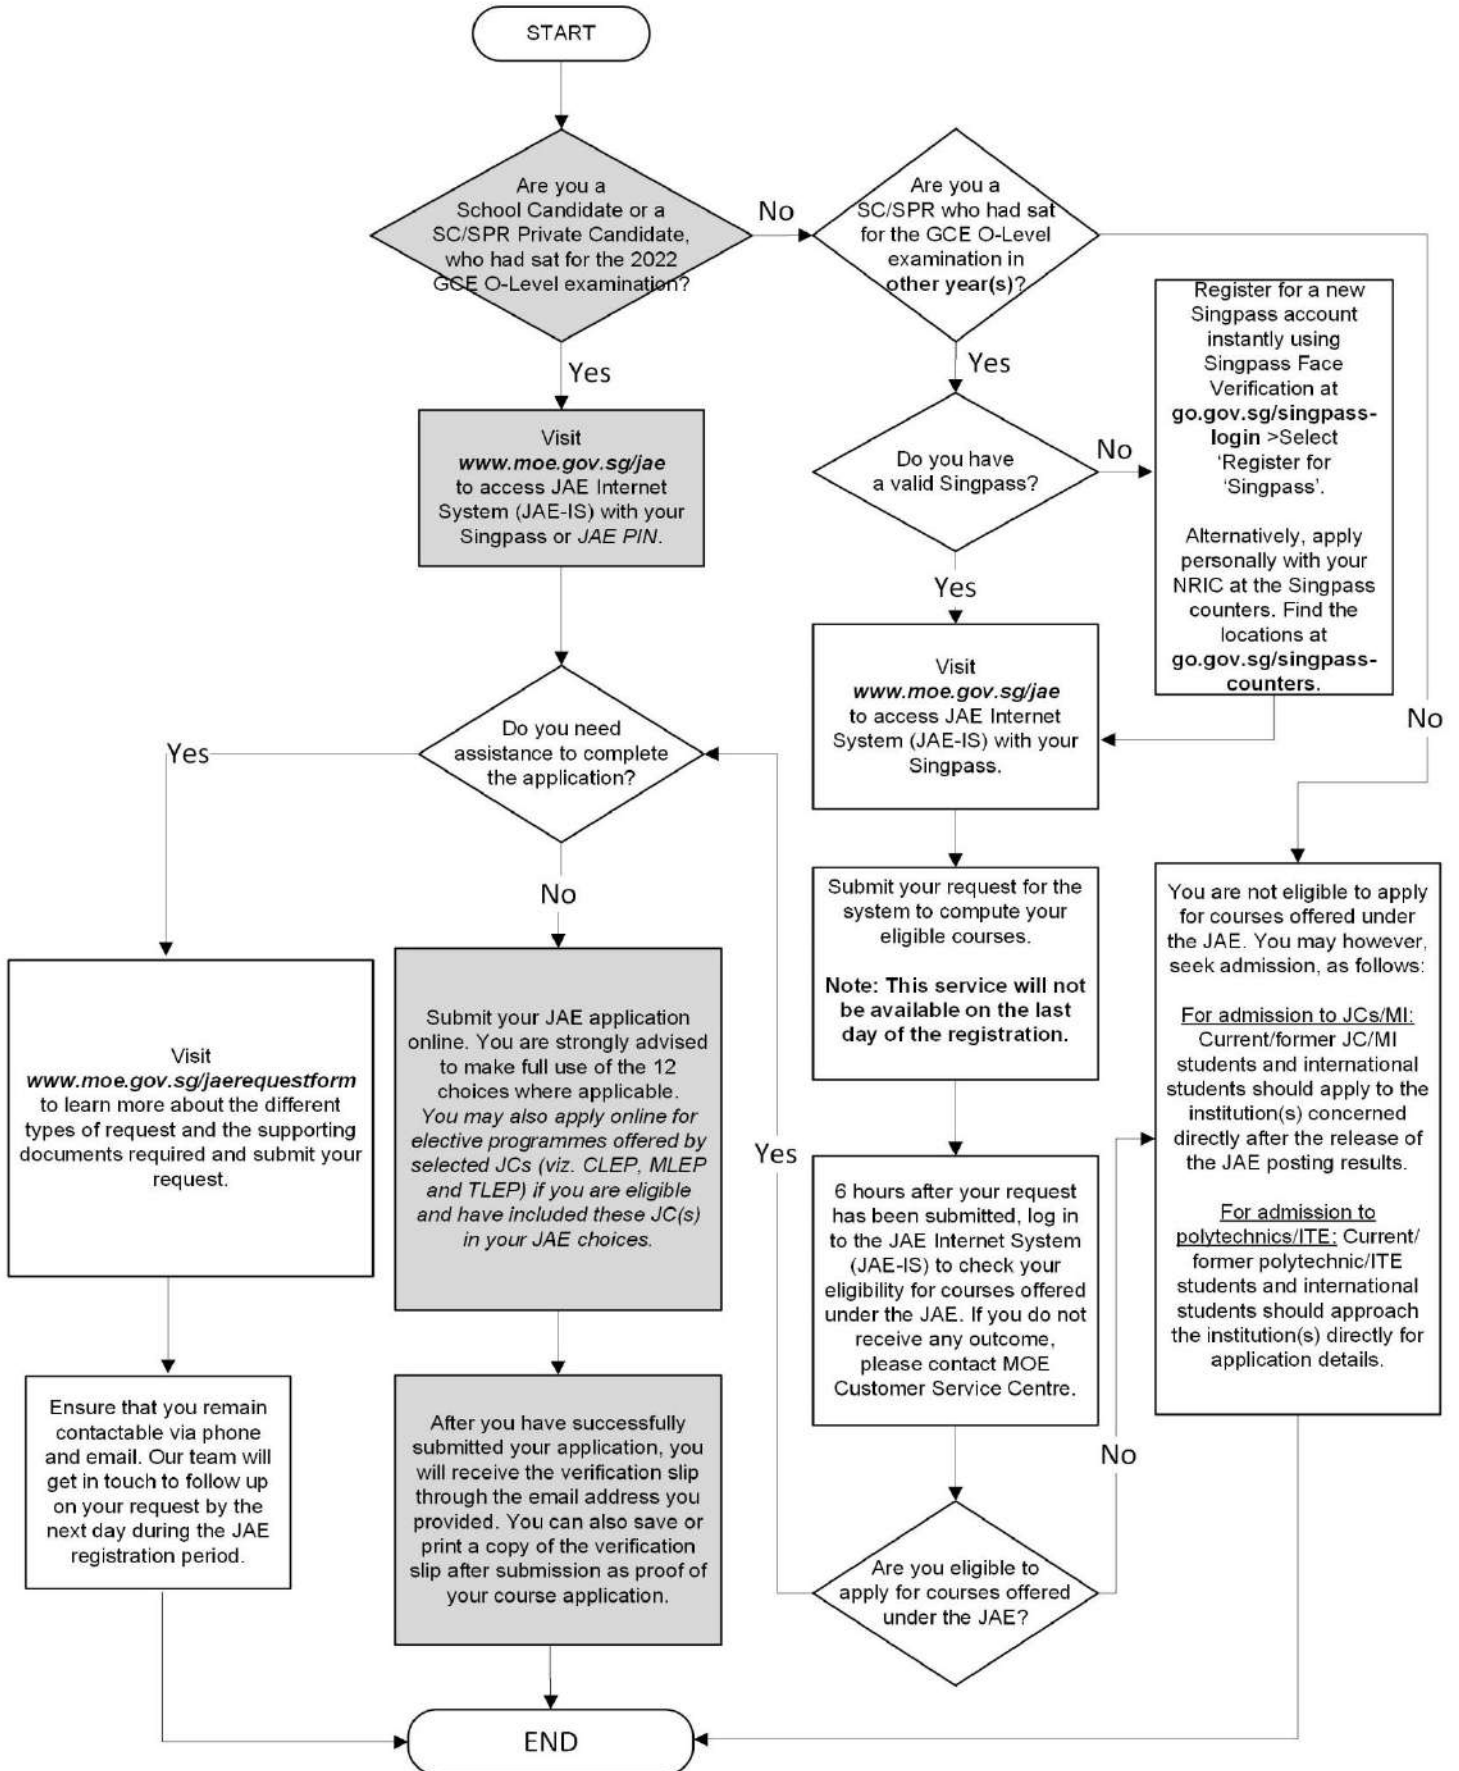 START
Are you a
School Candidate or a
SC/SPR Private Candidate,
who had sat for the 2022
GCE O-Level examination?
No
Are you a
SC/SPR who had sat
for the GCE O-Level
examination in
other year(s)?
Yes
Yes
Register for a new
Singpass account
instantly using
Singpass Face
Verification at
go.gov.sg/singpass-
login >Select
‘Register for
‘Singpass’.
Alternatively, apply
personally with your
NRIC at the Singpass
counters. Find the
locations at
go.gov.sg/singpass-
counters.
Visit
www.moe.gov.sg/jae
to access JAE Internet
System (JAE-IS) with your
Singpass or JAE PIN.
Do you have
a valid Singpass?
No
Yes
Visit
www.moe.gov.sg/jae
to access JAE Internet
System (JAE-IS) with your
Singpass.
No
Do you need
assistance to complete
the application?
Yes
No
Submit your request for the
system to compute your
eligible courses.
Note: This service will not
be available on the last
day of the registration.
You are not eligible to apply
for courses offered under
the JAE. You may however,
seek admission, as follows:
For admission to JCs/MI:
Current/former JC/MI
students and international
students should apply to the
institution(s) concerned
directly after the release of
the JAE posting results.
For admission to
polytechnics/ITE: Current/
former polytechnic/ITE
students and international
students should approach
the institution(s) directly for
application details.
Visit
www.moe.gov.sg/jaerequestform
to learn more about the different
types of request and the supporting
documents required and submit your
request.
Submit your JAE application
online. You are strongly advised
to make full use of the 12
choices where applicable.
You may also apply online for
elective programmes offered by
selected JCs (viz. CLEP, MLEP
and TLEP) if you are eligible
and have included these JC(s)
in your JAE choices.
Yes
6 hours after your request
has been submitted, log in
to the JAE Internet System
(JAE-IS) to check your
eligibility for courses offered
under the JAE. If you do not
receive any outcome,
please contact MOE
Customer Service Centre.
No
Ensure that you remain
contactable via phone
and email. Our team will
get in touch to follow up
on your request by the
next day during the JAE
registration period.
After you have successfully
submitted your application, you
will receive the verification slip
through the email address you
provided. You can also save or
print a copy of the verification
slip after submission as proof of
your course application.
Are you eligible to
apply for courses offered
under the JAE?
END